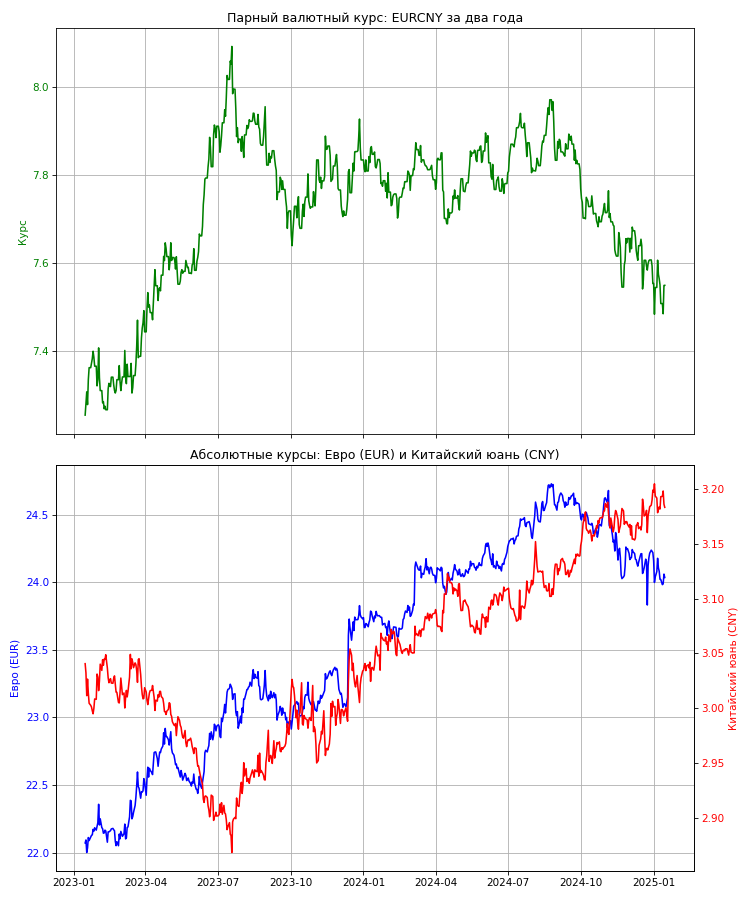 Парный валютный курс: EURCNY за два года
Курс
8.0
7.8
7.6
7.4
Абсолютные курсы: Евро (EUR) и Китайский юань (CNY)
Евро (EUR)
24.5
24.0
23.5
23.0
22.5
22.0
3.20
3.15
3.10
3.05
3.00
2.95
2.90
Китайский юань (CNY)
2023-01 2023-04 2023-07 2023-10 2024-01 2024-04 2024-07 2024-10 2025-01